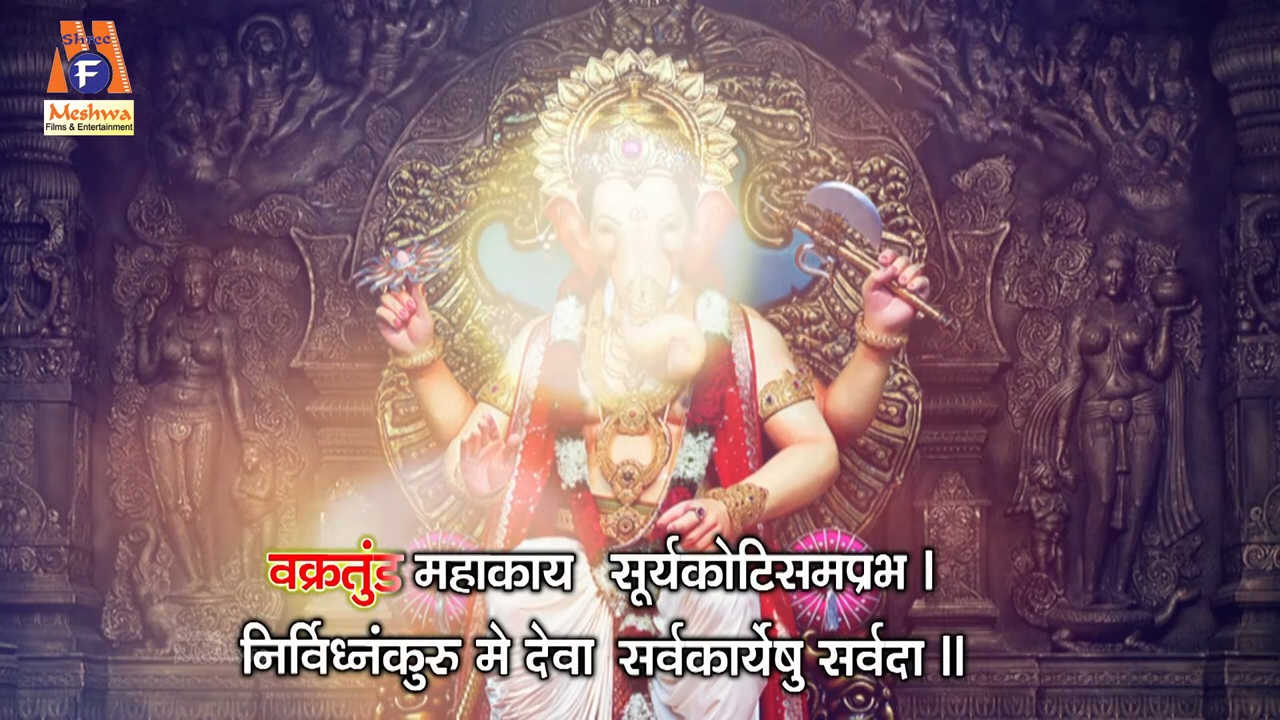 Shree
F
Meshwa
Films & Entertainment
वक्रतुंड महाकाय सूर्यकोटिसमप्रभ ।
निर्विध्नंकुरु मे देवा सर्वकार्येषु सर्वदा ॥